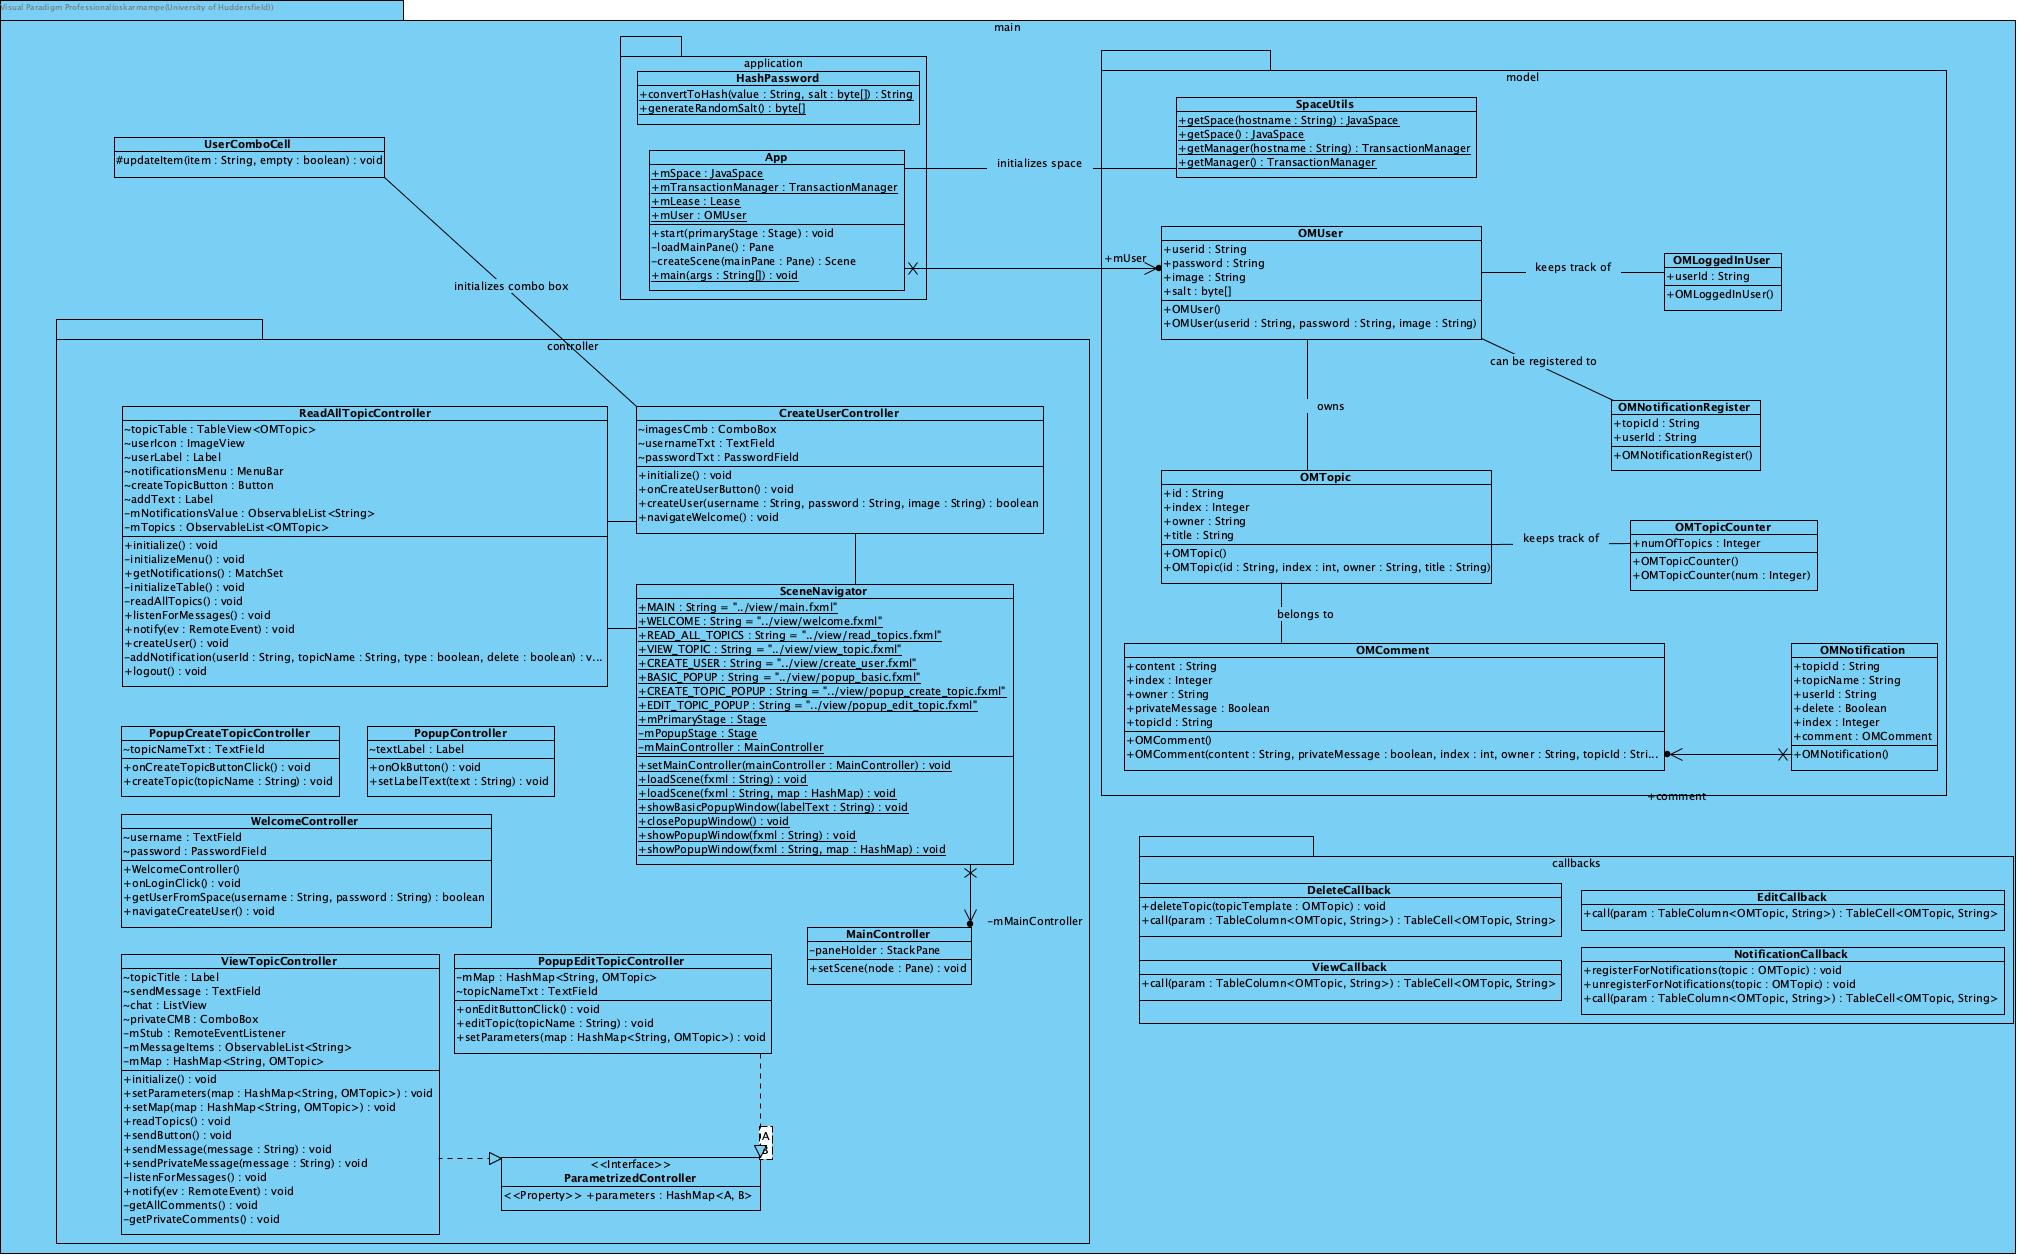 Visual Paradigm Professional(oskarmampe(University of Huddersfield))
main
application
HashPassword
+convertToHash(value : String, salt : byte[]) : String
+generateRandomSalt() : byte[]
App
+mSpace : JavaSpace
+mTransactionManager : TransactionManager
+mLease : Lease
+mUser : OMUser
+start(primaryStage : Stage) : void
-loadMainPane() : Pane
-createScene(mainPane : Pane) : Scene
+main(args : String[]) : void
UserComboCell
#updateItem(item : String, empty : boolean) : void
initializes combo box
initializes space
+mUser
model
SpaceUtils
+getSpace(hostname : String) : JavaSpace
+getSpace() : JavaSpace
+getManager(hostname : String) : TransactionManager
+getManager() : TransactionManager
OMUser
+userid : String
+password : String
+image : String
+salt : byte[]
+OMUser()
+OMUser(userid : String, password : String, image : String)
keeps track of
OMLoggedInUser
+userId : String
+OMLoggedInUser()
can be registered to
OMNotificationRegister
+topicId : String
+userId : String
+OMNotificationRegister()
owns
OMTopic
+id : String
+index : Integer
+owner : String
+title : String
+OMTopic()
+OMTopic(id : String, index : int, owner : String, title : String)
keeps track of
OMTopicCounter
+numOfTopics : Integer
+OMTopicCounter()
+OMTopicCounter(num : Integer)
belongs to
OMComment
+content : String
+index : Integer
+owner : String
+privateMessage : Boolean
+topicId : String
+OMComment()
+OMComment(content : String, privateMessage : boolean, index : int, owner : String, topicId : Stri...
OMNotification
+topicId : String
+topicName : String
+userId : String
+delete : Boolean
+index : Integer
+comment : OMComment
+OMNotification()
+comment
controller
ReadAllTopicController
~topicTable : TableView<OMTopic>
~userIcon : ImageView
~userLabel : Label
~notificationsMenu : MenuBar
~createTopicButton : Button
~addText : Label
-mNotificationsValue : ObservableList<String>
-mTopics : ObservableList<OMTopic>
+initialize() : void
-initializeMenu() : void
+getNotifications() : MatchSet
-initializeTable() : void
-readAllTopics() : void
+listenForMessages() : void
+notify(ev : RemoteEvent) : void
+createUser() : void
-addNotification(userId : String, topicName : String, type : boolean, delete : boolean) : v...
+logout() : void
CreateUserController
~imagesCmb : ComboBox
~usernameTxt : TextField
~passwordTxt : PasswordField
+initialize() : void
+onCreateUserButton() : void
+createUser(username : String, password : String, image : String) : boolean
+navigateWelcome() : void
SceneNavigator
+MAIN : String = "../view/main.fxml"
+WELCOME : String = "../view/welcome.fxml"
+READ_ALL_TOPICS : String = "../view/read_topics.fxml"
+VIEW_TOPIC : String = "../view/view_topic.fxml"
+CREATE_USER : String = "../view/create_user.fxml"
+BASIC_POPUP : String = "../view/popup_basic.fxml"
+CREATE_TOPIC_POPUP : String = "../view/popup_create_topic.fxml"
+EDIT_TOPIC_POPUP : String = "../view/popup_edit_topic.fxml"
+mPrimaryStage : Stage
-mPopupStage : Stage
-mMainController : MainController
+setMainController(mainController : MainController) : void
+loadScene(fxml : String) : void
+loadScene(fxml : String, map : HashMap) : void
+showBasicPopupWindow(labelText : String) : void
+closePopupWindow() : void
+showPopupWindow(fxml : String) : void
+showPopupWindow(fxml : String, map : HashMap) : void
PopupCreateTopicController
~topicNameTxt : TextField
+onCreateTopicButtonClick() : void
+createTopic(topicName : String) : void
PopupController
~textLabel : Label
+onOkButton() : void
+setLabelText(text : String) : void
WelcomeController
~username : TextField
~password : PasswordField
+WelcomeController()
+onLoginClick() : void
+getUserFromSpace(username : String, password : String) : boolean
+navigateCreateUser() : void
-mMainController
MainController
-paneHolder : StackPane
+setScene(node : Pane) : void
ViewTopicController
~topicTitle : Label
~sendMessage : TextField
~chat : ListView
~privateCMB : ComboBox
-mStub : RemoteEventListener
-mMessageItems : ObservableList<String>
-mMap : HashMap<String, OMTopic>
+initialize() : void
+setParameters(map : HashMap<String, OMTopic>) : void
+setMap(map : HashMap<String, OMTopic>) : void
+readTopics() : void
+sendButton() : void
+sendMessage(message : String) : void
+sendPrivateMessage(message : String) : void
-listenForMessages() : void
+notify(ev : RemoteEvent) : void
-getAllComments() : void
-getPrivateComments() : void
PopupEditTopicController
-mMap : HashMap<String, OMTopic>
~topicNameTxt : TextField
+onEditButtonClick() : void
+editTopic(topicName : String) : void
+setParameters(map : HashMap<String, OMTopic>) : void
A
B
<<Interface>>
ParametrizedController
<<Property>> +parameters : HashMap<A, B>
callbacks
DeleteCallback
+deleteTopic(topicTemplate : OMTopic) : void
+call(param : TableColumn<OMTopic, String>) : TableCell<OMTopic, String>
EditCallback
+call(param : TableColumn<OMTopic, String>) : TableCell<OMTopic, String>
ViewCallback
+call(param : TableColumn<OMTopic, String>) : TableCell<OMTopic, String>
NotificationCallback
+registerForNotifications(topic : OMTopic) : void
+unregisterForNotifications(topic : OMTopic) : void
+call(param : TableColumn<OMTopic, String>) : TableCell<OMTopic, String>